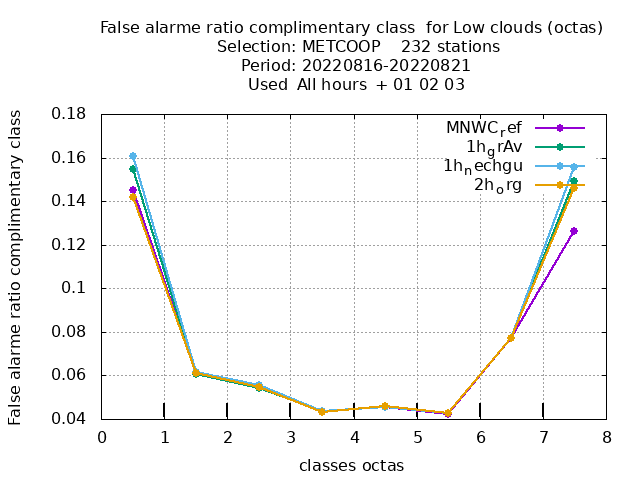 False alarme ratio complimentary class  for Low clouds (octas)
Selection: METCOOP    232 stations
Period: 20220816-20220821
Used  All hours  + 01 02 03
False alarme ratio complimentary class
0.18
0.16
0.14
0.12
0.1
0.08
0.06
0.04
MNWC_ref
1h_grAv
1h_nechgu
2h_org
0 1 2 3 4 5 6 7 8
classes octas